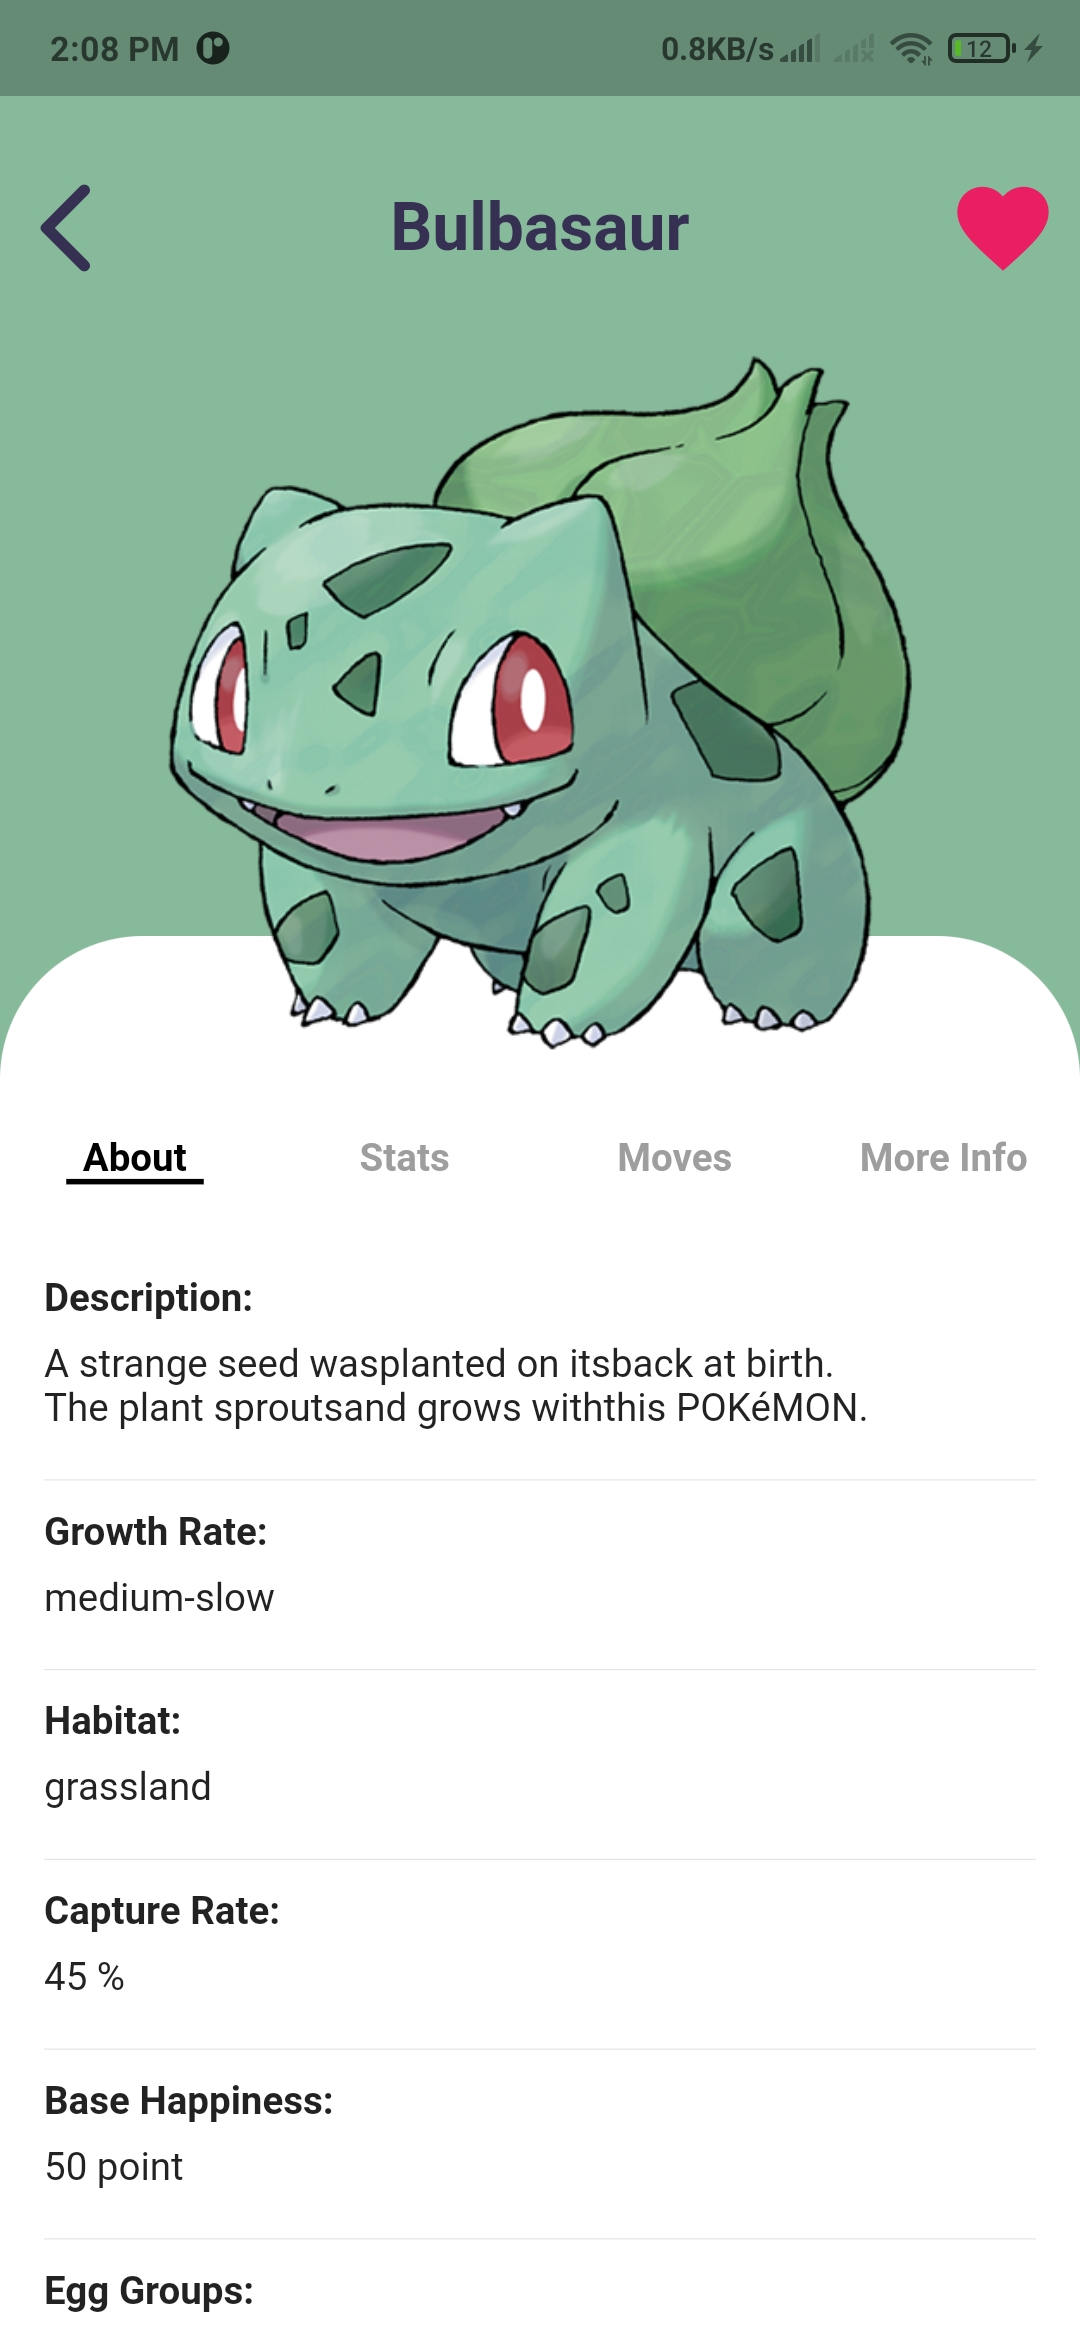 2:08 PM 0.8KB/s 12
Bulbasaur
About Stats Moves More Info
Description:
A strange seed wasplanted on itsback at birth.
The plant sproutsand grows withthis POKéMON.
Growth Rate:
medium-slow
Habitat:
grassland
Capture Rate:
45 %
Base Happiness:
50 point
Egg Groups: